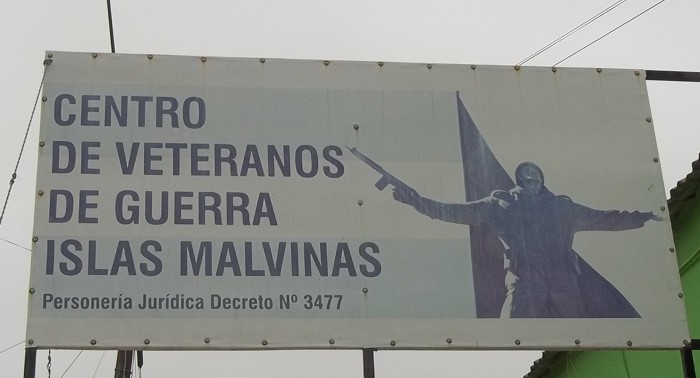 CENTRO
DE VETERANOS
DE GUERRA
ISLAS MALVINAS
Personería Jurídica Decreto Nº 3477